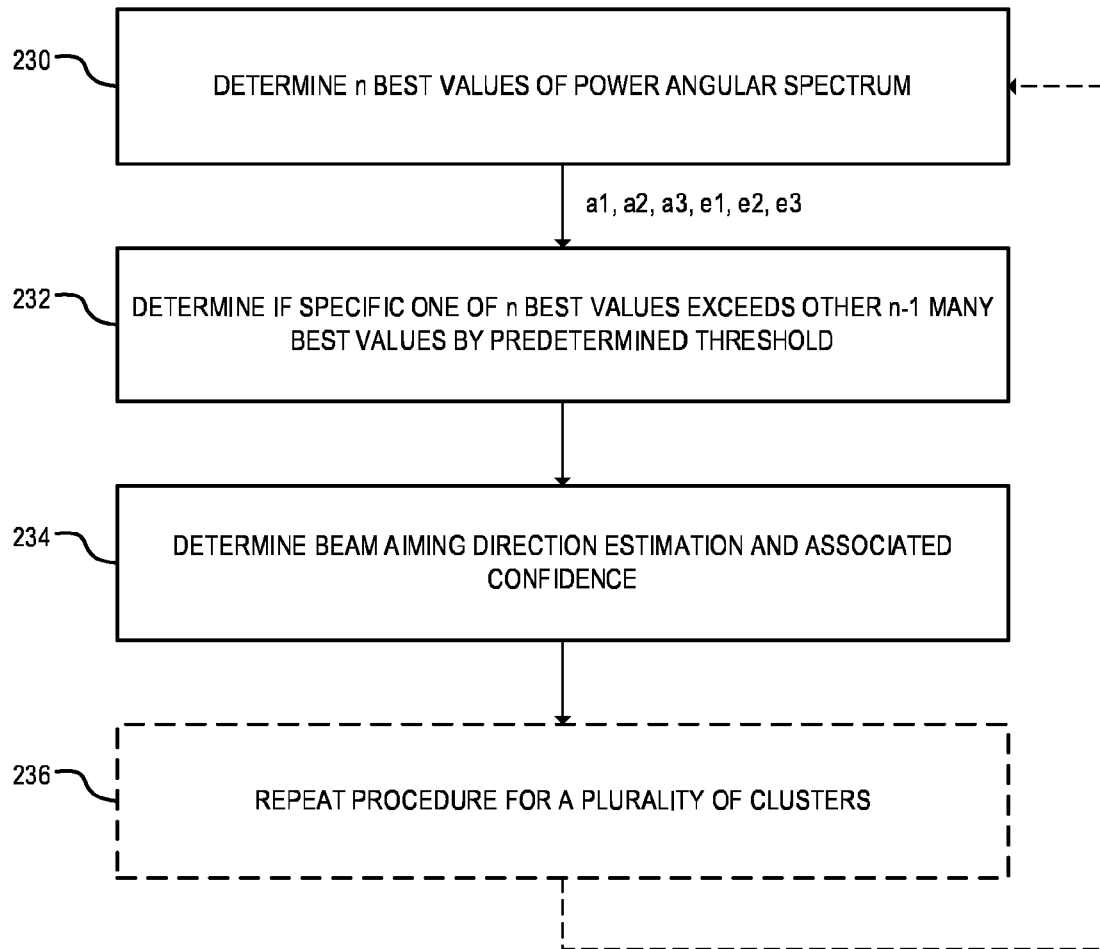 230
DETERMINE n BEST VALUES OF POWER ANGULAR SPECTRUM
a1, a2, a3, e1, e2, e3
232
DETERMINE IF SPECIFIC ONE OF n BEST VALUES EXCEEDS OTHER n-1 MANY
BEST VALUES BY PREDETERMINED THRESHOLD
234
DETERMINE BEAM AIMING DIRECTION ESTIMATION AND ASSOCIATED
CONFIDENCE
236
REPEAT PROCEDURE FOR A PLURALITY OF CLUSTERS